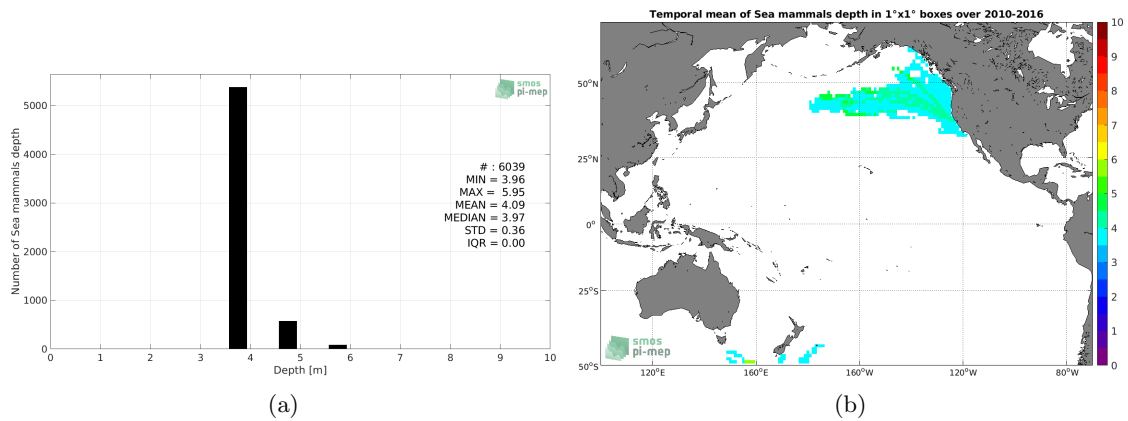 smos
pi-mep
5000
4000
3000
2000
1000
0
Number of Sea mammals depth
# : 6039
MIN = 3.96
MAX = 5.95
MEAN = 4.09
MEDIAN = 3.97
STD = 0.36
IQR = 0.00
0 1 2 3 4 5 6 7 8 9 10
Depth [m]
(a)
Temporal mean of Sea mammals depth in 1°x1° boxes over 2010-2016
50°N
25°N
0°
25°S
50°S
120°E 160°E 160°W 120°W 80°W
smos
pi-mep
10
9
8
7
6
5
4
3
2
1
0
(b)